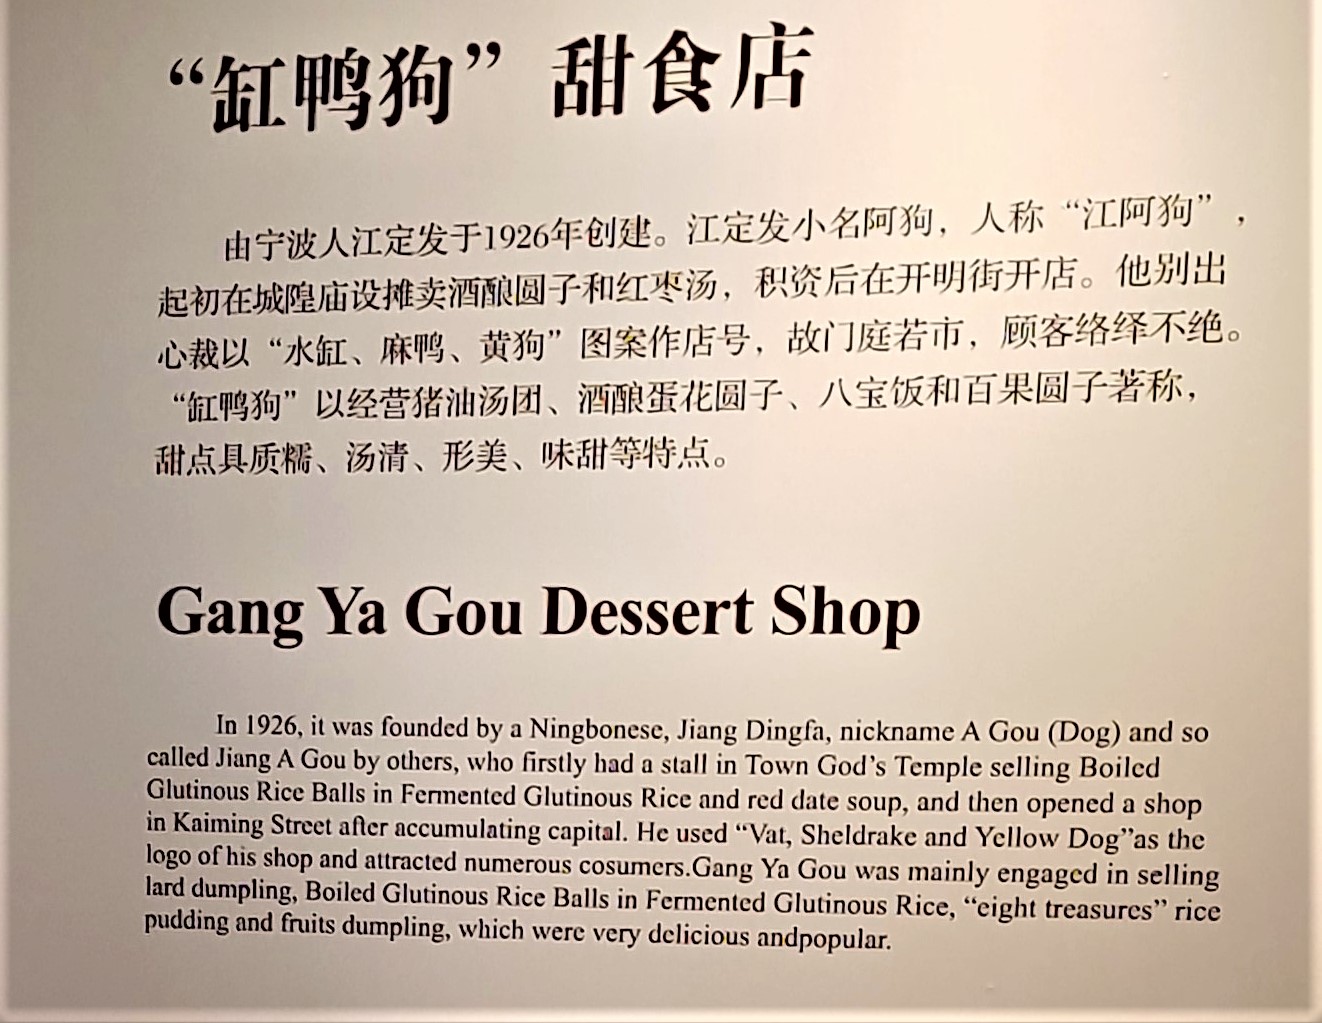 “缸鸭狗”甜食店
由宁波人江定发于1926年创建。江定发小名阿狗，人称“江阿狗”，
起初在城隍庙设摊卖酒酿圆子和红枣汤，积资后在开明街开店。他别出
心裁以“水缸、麻鸭、黄狗”图案作店号，故门庭若市，顾客络绎不绝。
“缸鸭狗”以经营猪油汤团、酒酿蛋花圆子、八宝饭和百果圆子著称，
甜点具质糯、汤清、形美、味甜等特点。
Gang Ya Gou Dessert Shop
In 1926, it was founded by a Ningbonese, Jiang Dingfa, nickname A Gou (Dog) and so
called Jiang A Gou by others, who firstly had a stall in Town God’s Temple selling Boiled
Glutinous Rice Balls in Fermented Glutinous Rice and red date soup, and then opened a shop
in Kaiming Street after accumulating capital. He used “Vat, Sheldrake and Yellow Dog”as the
logo of his shop and attracted numerous cosumers.Gang Ya Gou was mainly engaged in selling
lard dumpling, Boiled Glutinous Rice Balls in Fermented Glutinous Rice, “eight treasures” rice
pudding and fruits dumpling, which were very delicious andpopular.